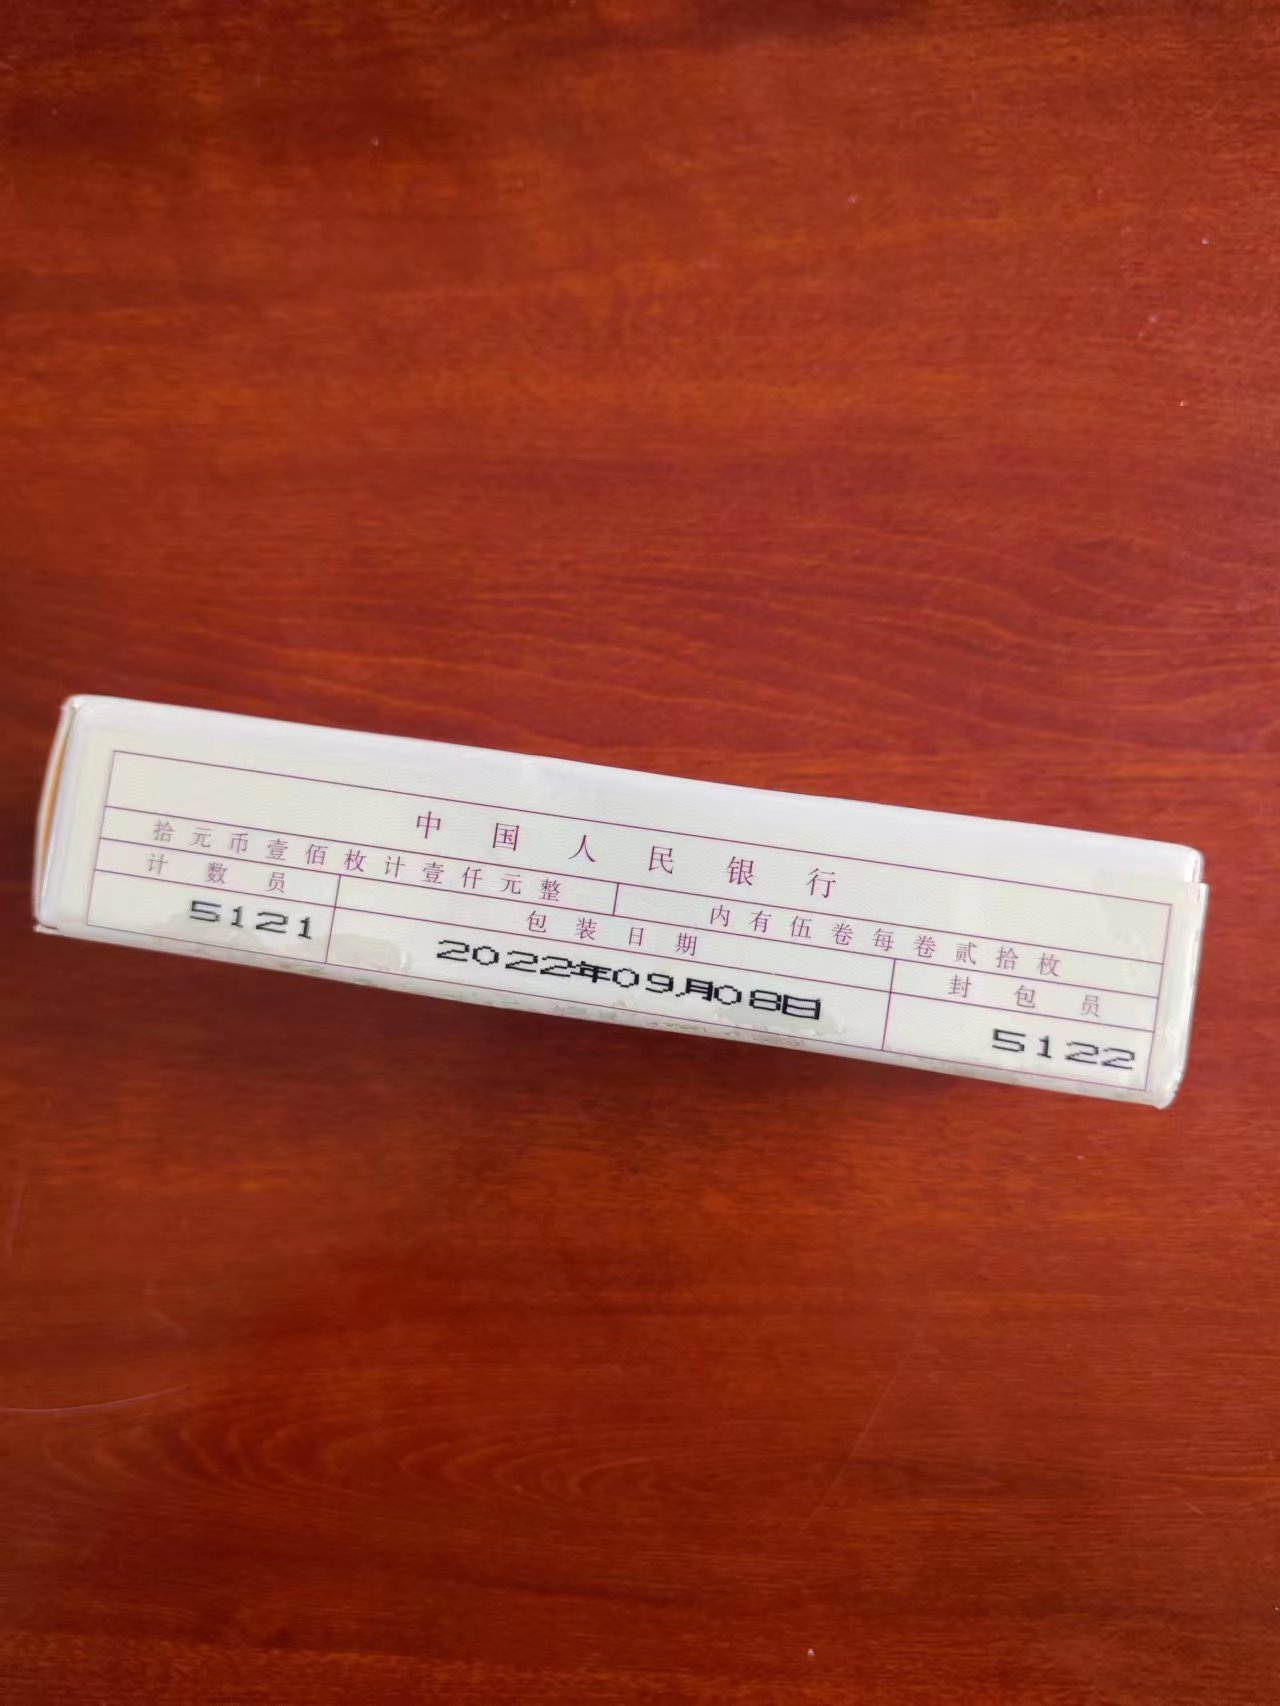 中国人民银行
拾元币壹佰枚计壹仟元整 内有伍卷每卷贰拾枚
计数员 包装日期 封包员
5121 2022年09月08日 5122